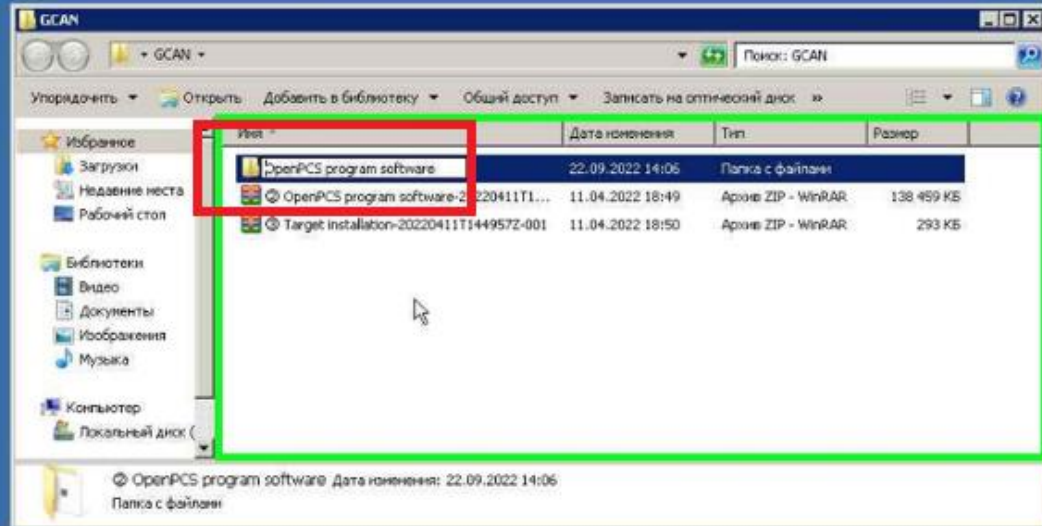 GCAN
GCAN
Поиск: GCAN
Упорядочить Открыть Добавить в библиотеку Общий доступ Записать на оптический диск »
Избранное
Загрузки
Недавние места
Рабочий стол
Библиотеки
Видео
Документы
Изображения
Музыка
Компьютер
Локальный диск (
Имя Дата изменения Тип Размер
OpenPCS program software 22.09.2022 14:06 Папка с файлами
② OpenPCS program software-20220411T1... 11.04.2022 18:49 Архив ZIP - WinRAR 138 459 КБ
Target installation-20220411T144957Z-001 11.04.2022 18:50 Архив ZIP - WinRAR 293 КБ
② OpenPCS program software Дата изменения: 22.09.2022 14:06
Папка с файлами